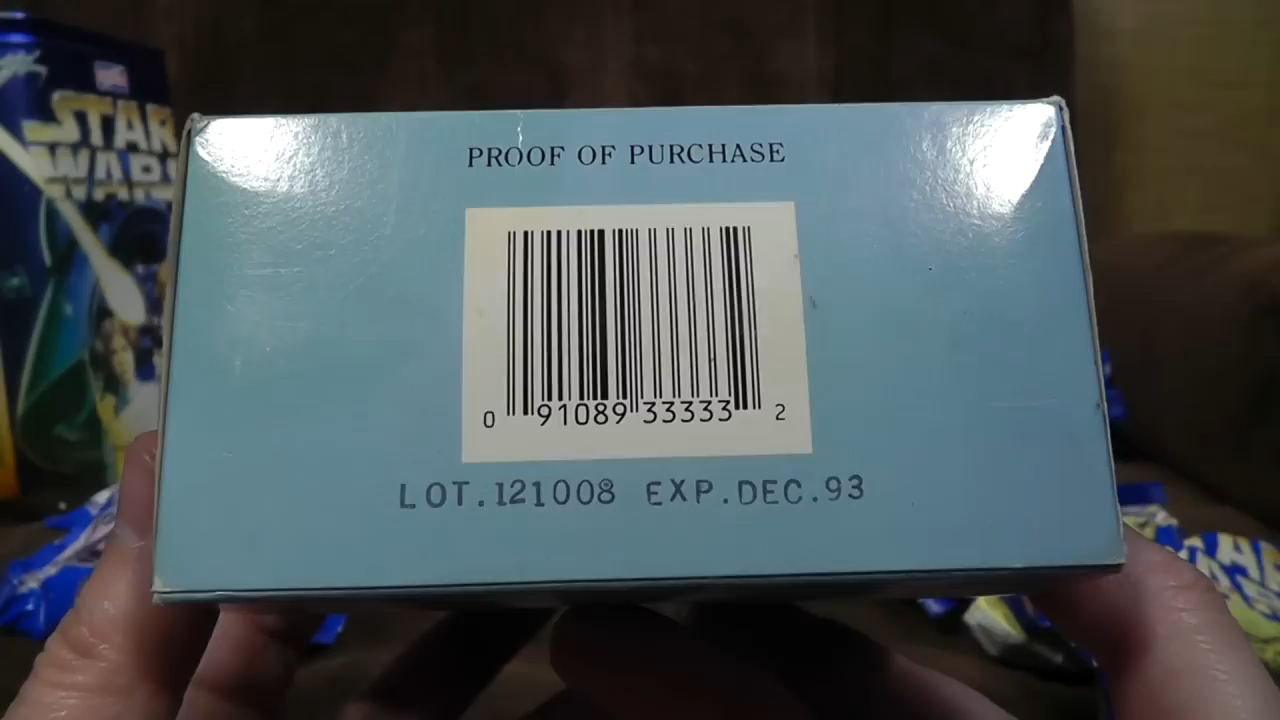 STAR
WARS
PROOF OF PURCHASE
0 91089 33333 2
LOT.121008 EXP.DEC.93